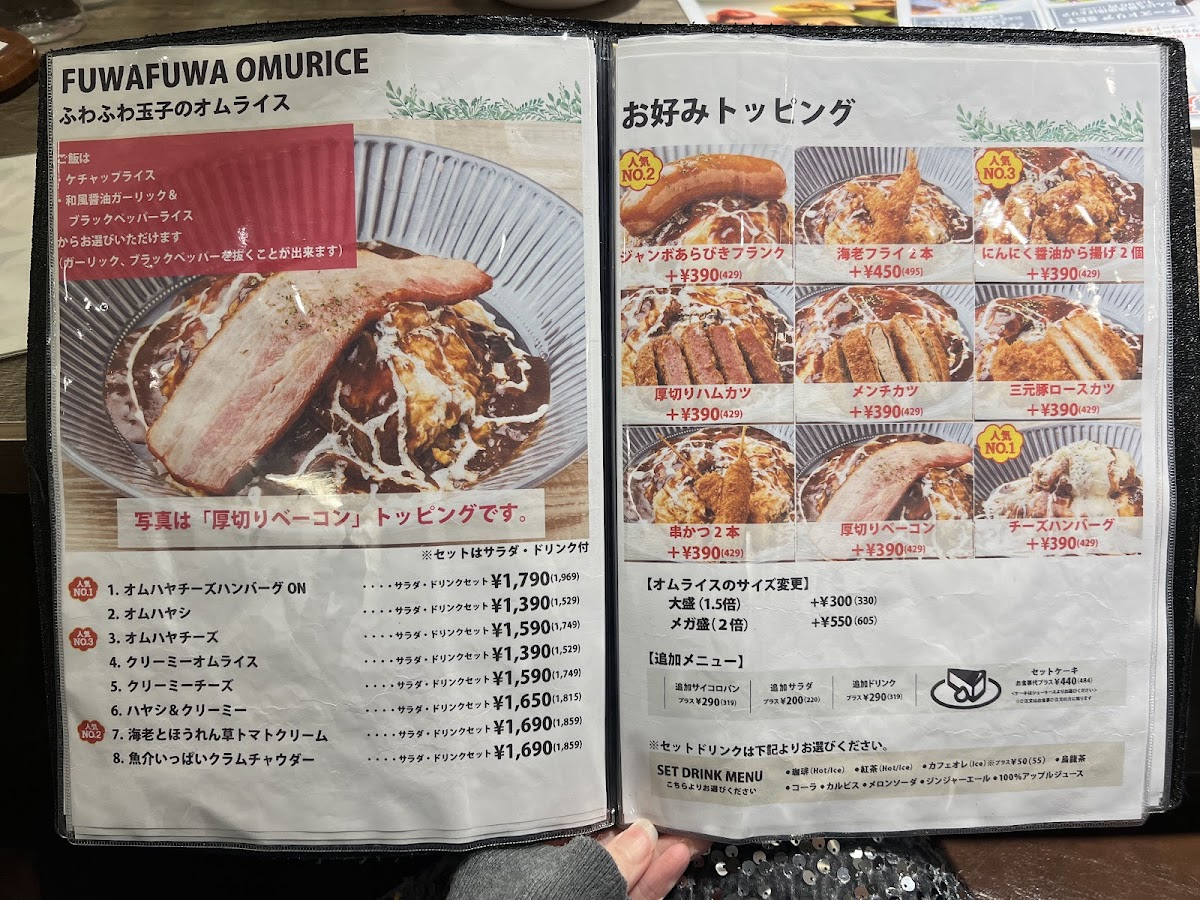 FUWAFUWA OMURICE
ふわふわ玉子のオムライス
ご飯は
・ケチャップライス
・和風醤油ガーリック＆
ブラックペッパーライス
からお選びいただけます
(ガーリック、ブラックペッパーを抜くことが出来ます)
写真は「厚切りベーコン」トッピングです。
※セットはサラダ・ドリンク付
人気 NO.1 1. オムハヤチーズハンバーグ ON ････サラダ・ドリンクセット ¥1,790(1,969)
2. オムハヤシ ････サラダ・ドリンクセット ¥1,390(1,529)
人気 NO.3 3. オムハヤチーズ ････サラダ・ドリンクセット ¥1,590(1,749)
4. クリーミーオムライス ････サラダ・ドリンクセット ¥1,390(1,529)
5. クリーミーチーズ ････サラダ・ドリンクセット ¥1,590(1,749)
6. ハヤシ＆クリーミー ････サラダ・ドリンクセット ¥1,650(1,815)
人気 NO.2 7. 海老とほうれん草トマトクリーム ････サラダ・ドリンクセット ¥1,690(1,859)
8. 魚介いっぱいクラムチャウダー ････サラダ・ドリンクセット ¥1,690(1,859)
お好みトッピング
人気 NO.2
ジャンボあらびきフランク
＋¥390(429)
海老フライ2本
＋¥450(495)
人気 NO.3
にんにく醤油から揚げ2個
＋¥390(429)
厚切りハムカツ
＋¥390(429)
メンチカツ
＋¥390(429)
三元豚ロースカツ
＋¥390(429)
串かつ2本
＋¥390(429)
厚切りベーコン
＋¥390(429)
人気 NO.1
チーズハンバーグ
＋¥390(429)
【オムライスのサイズ変更】
大盛(1.5倍) +¥300(330)
メガ盛(2倍) +¥550(605)
【追加メニュー】
追加サイコロパン
プラス¥290(319)
追加サラダ
プラス¥200(220)
追加ドリンク
プラス¥290(319)
セットケーキ
お食事代プラス¥440(484)
<ケーキはショーケースよりお選びください>
※セットドリンクは下記よりお選びください。
SET DRINK MENU
こちらよりお選びください
●珈琲(Hot/Ice) ●紅茶(Hot/Ice) ●カフェオレ(Ice)※プラス¥50(55) ●烏龍茶
●コーラ●カルピス●メロンソーダ●ジンジャーエール●100%アップルジュース